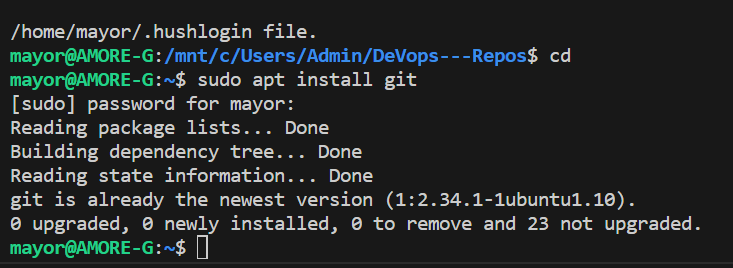 /home/mayor/.hushlogin file.
mayor@AMORE-G:/mnt/c/Users/Admin/DeVops---Repos$ cd
mayor@AMORE-G:~$ sudo apt install git
[sudo] password for mayor:
Reading package lists... Done
Building dependency tree... Done
Reading state information... Done
git is already the newest version (1:2.34.1-1ubuntu1.10).
0 upgraded, 0 newly installed, 0 to remove and 23 not upgraded.
mayor@AMORE-G:~$